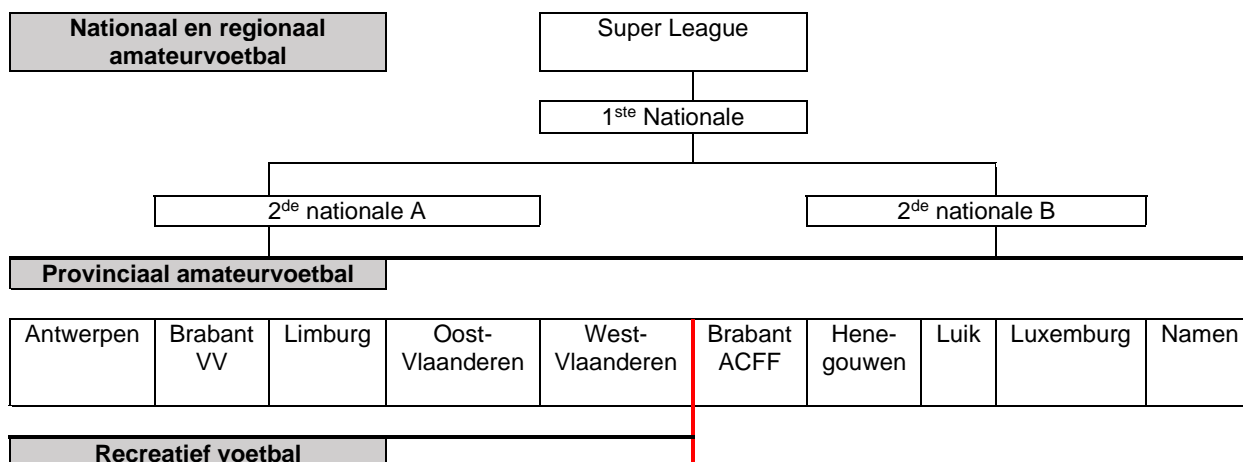 Nationaal en regionaal
amateurvoetbal
Super League
1ste Nationale
2de nationale A
2de nationale B
Provinciaal amateurvoetbal
Antwerpen
Brabant
VV
Limburg
Oost-
Vlaanderen
West-
Vlaanderen
Brabant
ACFF
Hene-
gouwen
Luik
Luxemburg
Namen
Recreatief voetbal